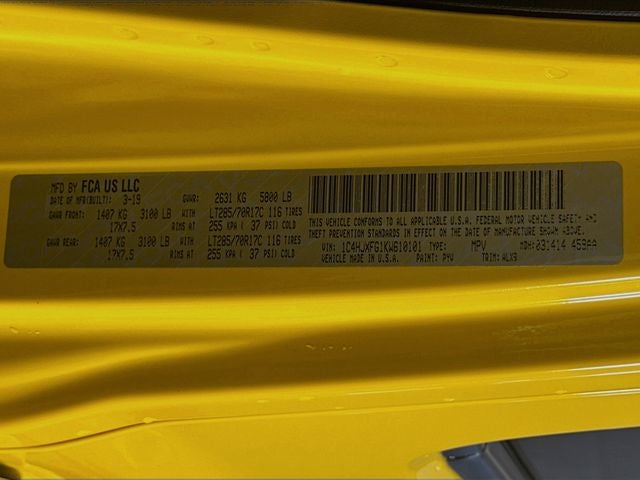 MFD BY FCA US LLC
DATE OF MFR(BUILT): 3-19 GVWR: 2631 KG 5800 LB
GAWR FRONT: 1407 KG 3100 LB WITH LT285/70R17C 116 TIRES
17X7.5 RIMS AT 255 KPA ( 37 PSI) COLD
GAWR REAR: 1407 KG 3100 LB WITH LT285/70R17C 116 TIRES
17X7.5 RIMS AT 255 KPA ( 37 PSI) COLD
THIS VEHICLE CONFORMS TO ALL APPLICABLE U.S.A. FEDERAL MOTOR VEHICLE SAFETY AND
THEFT PREVENTION STANDARDS IN EFFECT ON THE DATE OF MANUFACTURE SHOWN ABOVE.
VIN: 1C4HJXFG1KW610101 TYPE: MPV MDH: 031414 459AA
VEHICLE MADE IN U.S.A. PAINT: PYV TRIM: ALX9